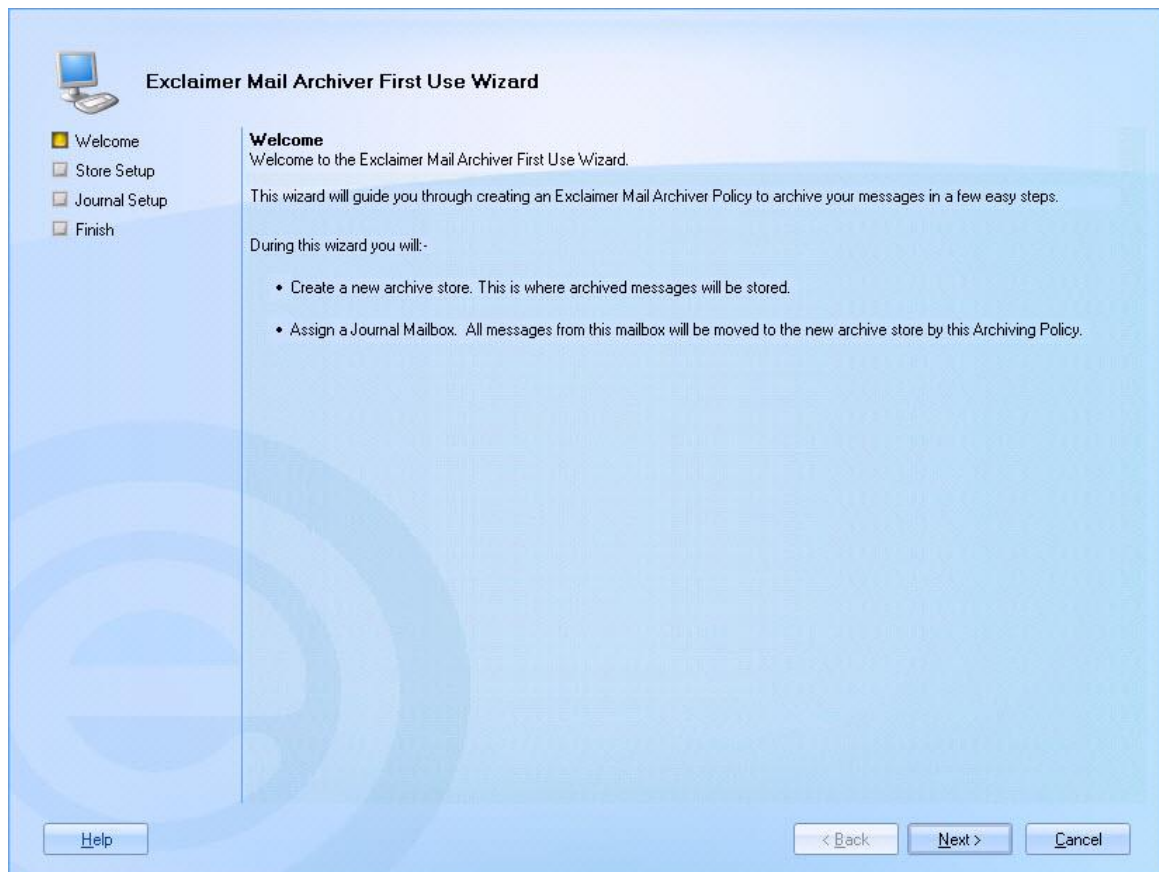 Exclaimer Mail Archiver First Use Wizard
Welcome
Store Setup
Journal Setup
Finish
Welcome
Welcome to the Exclaimer Mail Archiver First Use Wizard.
This wizard will guide you through creating an Exclaimer Mail Archiver Policy to archive your messages in a few easy steps.
During this wizard you will:-
• Create a new archive store. This is where archived messages will be stored.
• Assign a Journal Mailbox.  All messages from this mailbox will be moved to the new archive store by this Archiving Policy.
Help
< Back
Next >
Cancel